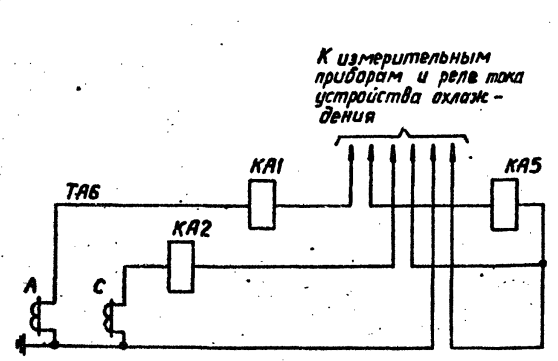 К измерительным
приборам и реле тока
устройства охлаж-
дения
КА1
КА5
ТА6
КА2
А
С